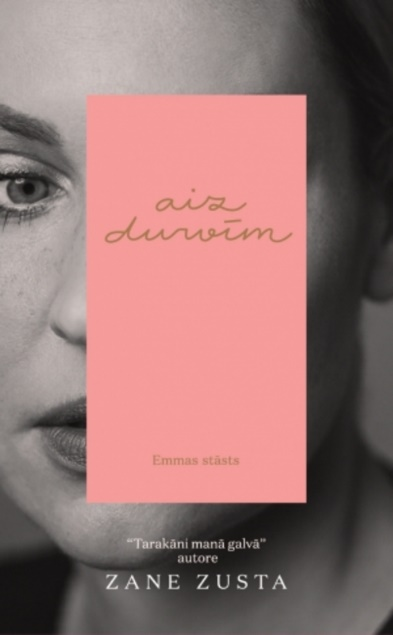 aiz
durvīm
Emmas stāsts
“Tarakāni manā galvā”
autore
ZANE ZUSTA